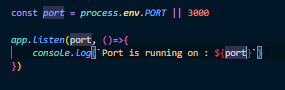 const port = process.env.PORT || 3000
app.listen(port, ()=>{
console.log(`Port is running on : ${port}`)
})